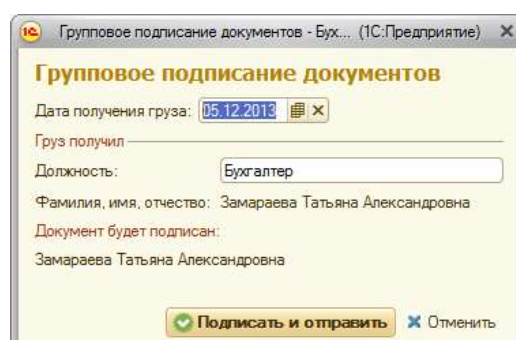 Групповое подписание документов - Бух... (1С:Предприятие)
Групповое подписание документов
Дата получения груза: 05.12.2013
Груз получил
Должность: Бухгалтер
Фамилия, имя, отчество: Замараева Татьяна Александровна
Документ будет подписан:
Замараева Татьяна Александровна
Подписать и отправить Отменить